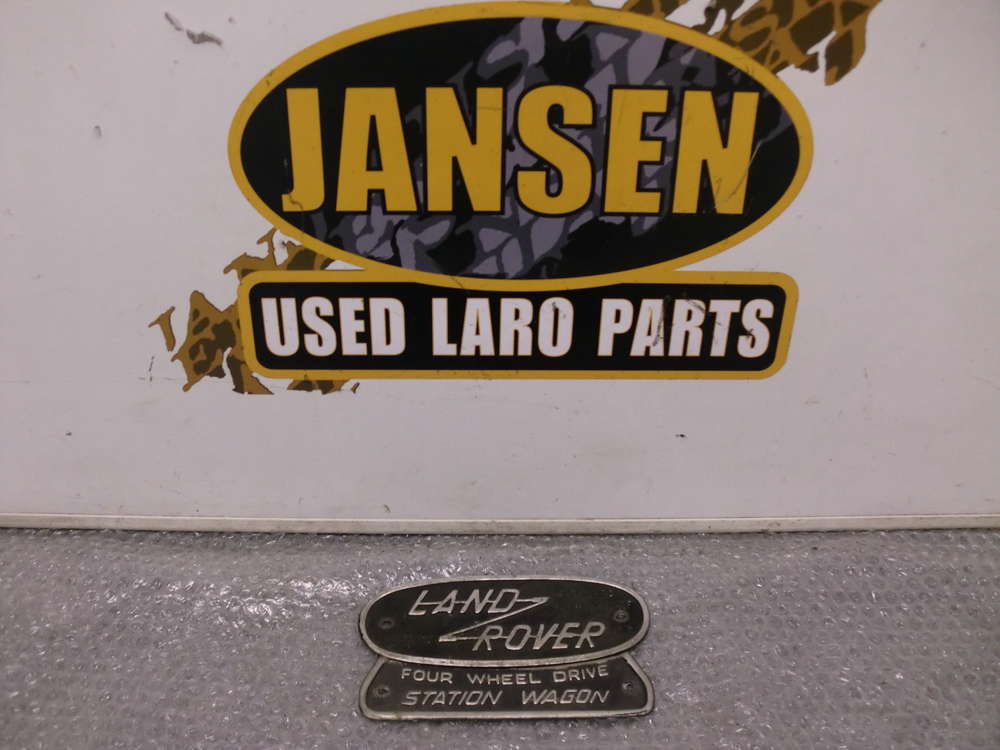 JANSEN
USED LARO PARTS
LAND
ROVER
FOUR WHEEL DRIVE
STATION WAGON